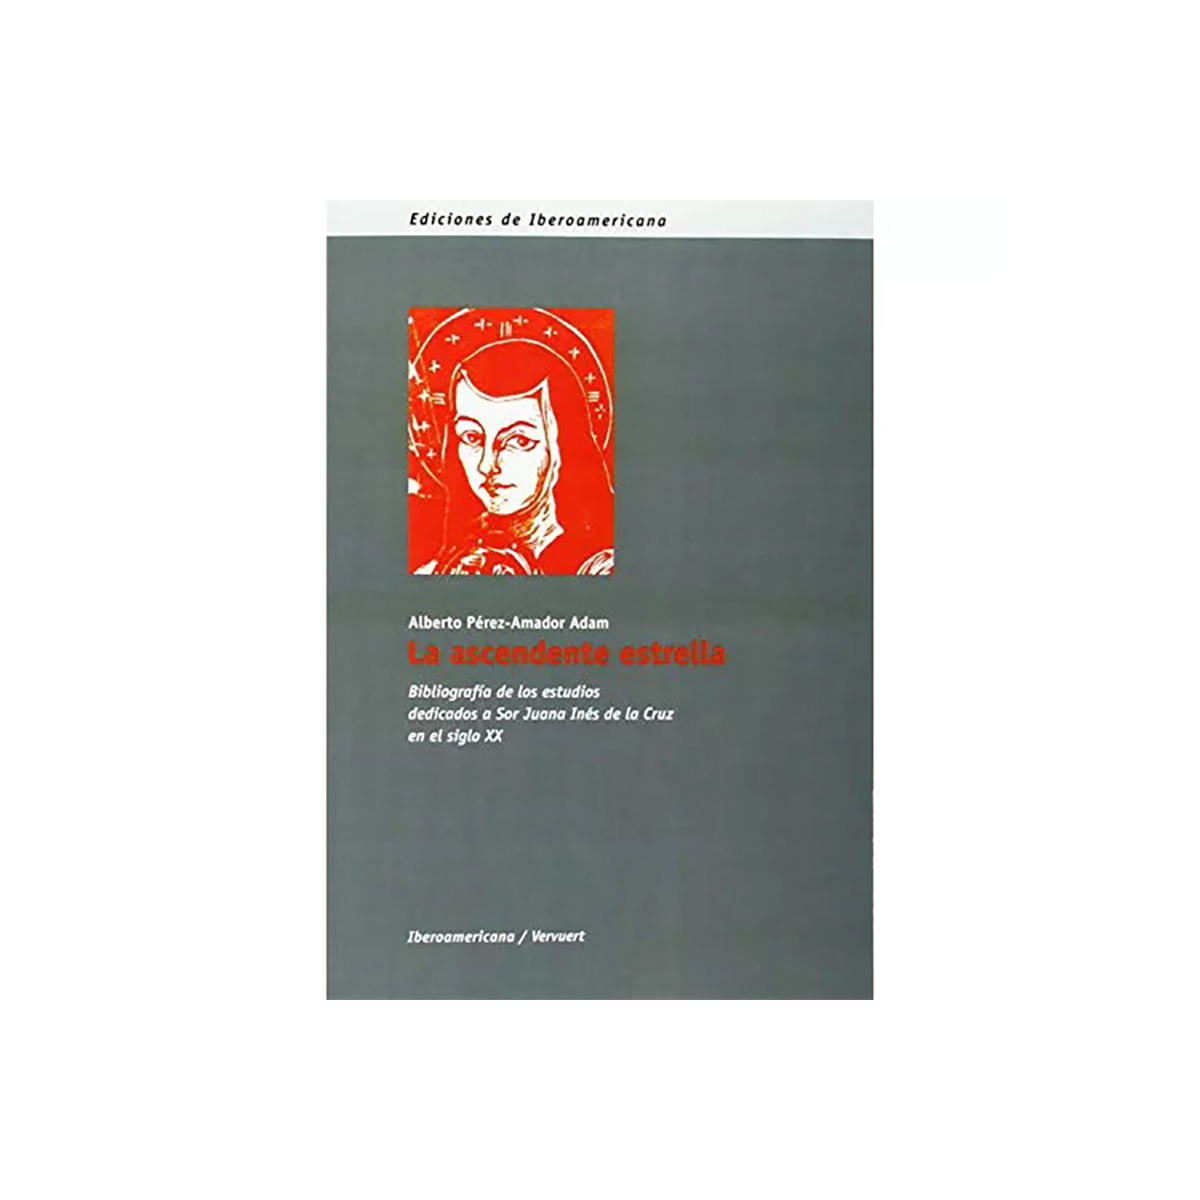 Ediciones de Iberoamericana
Alberto Pérez-Amador Adam
La ascendente estrella
Bibliografía de los estudios
dedicados a Sor Juana Inés de la Cruz
en el siglo XX
Iberoamericana / Vervuert